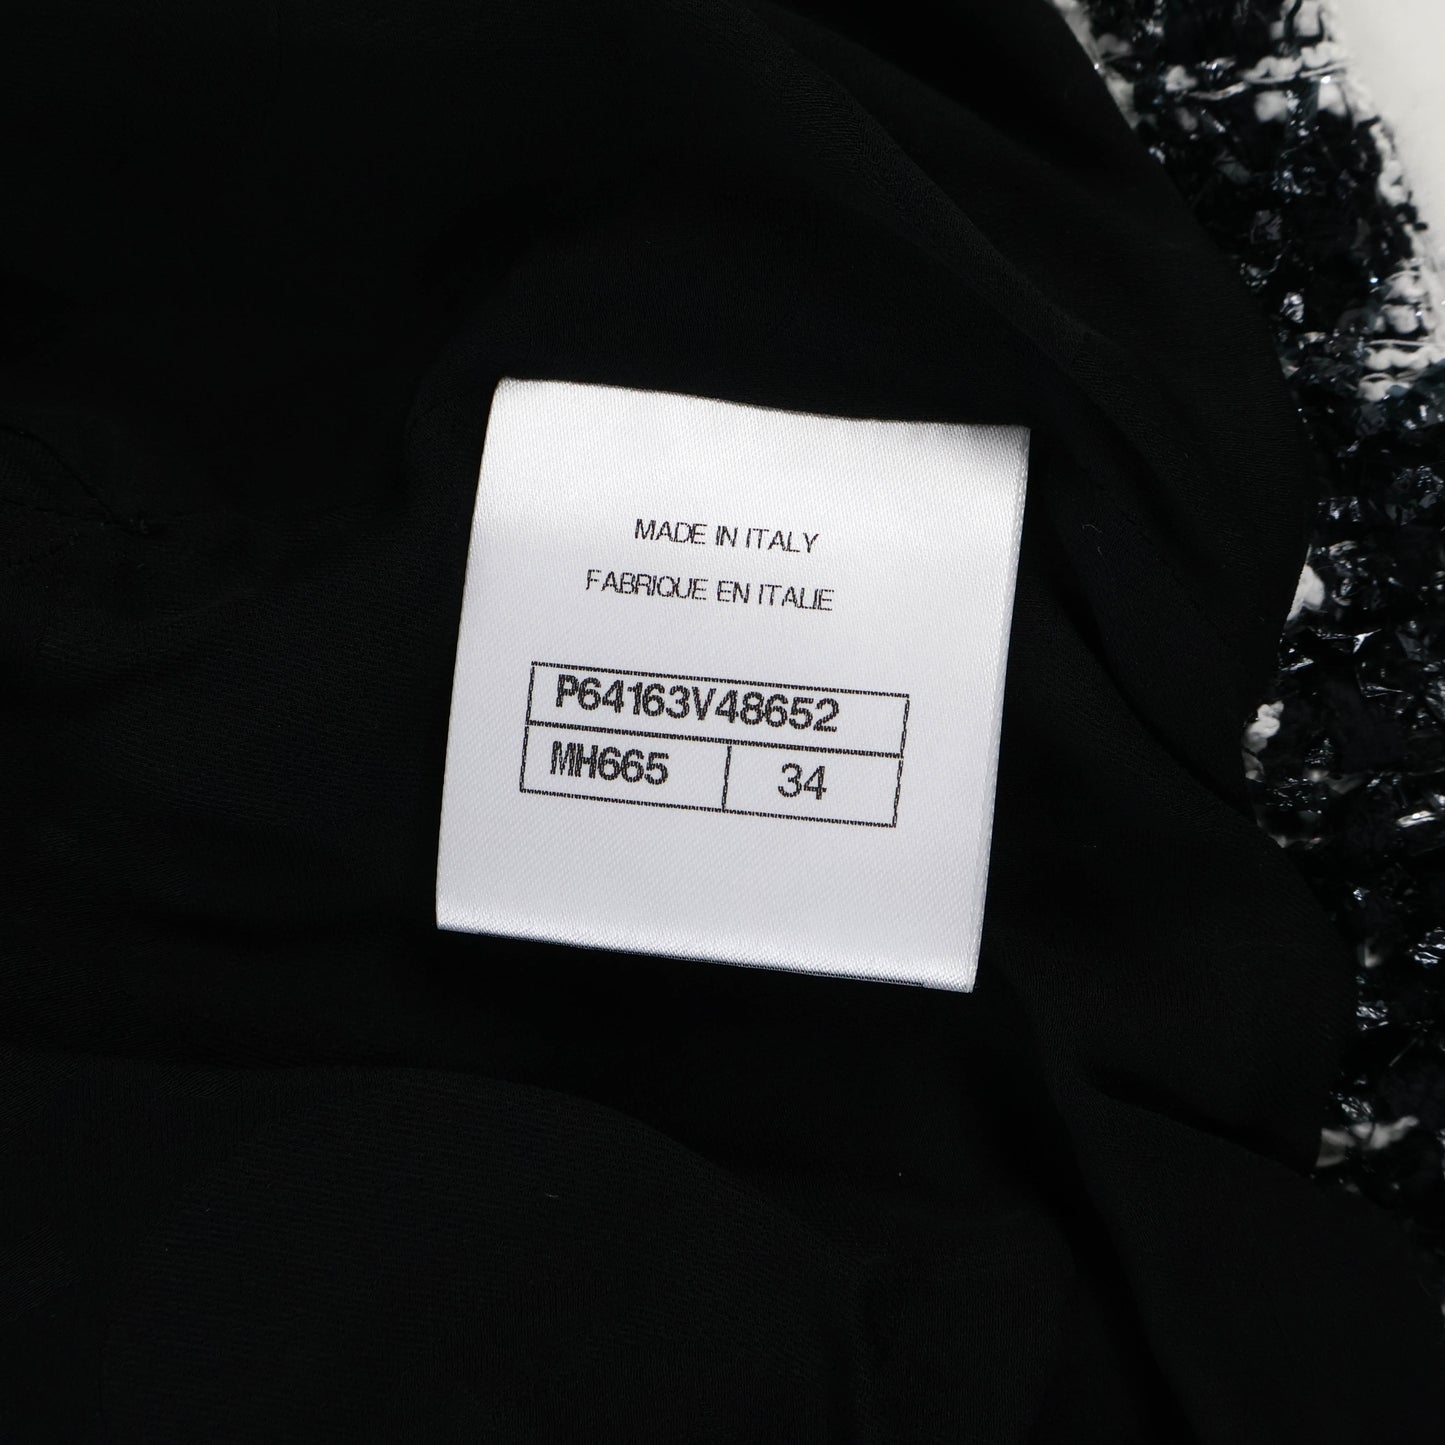 MADE IN ITALY
FABRIQUE EN ITALIE
P64163V48652
MH665 34